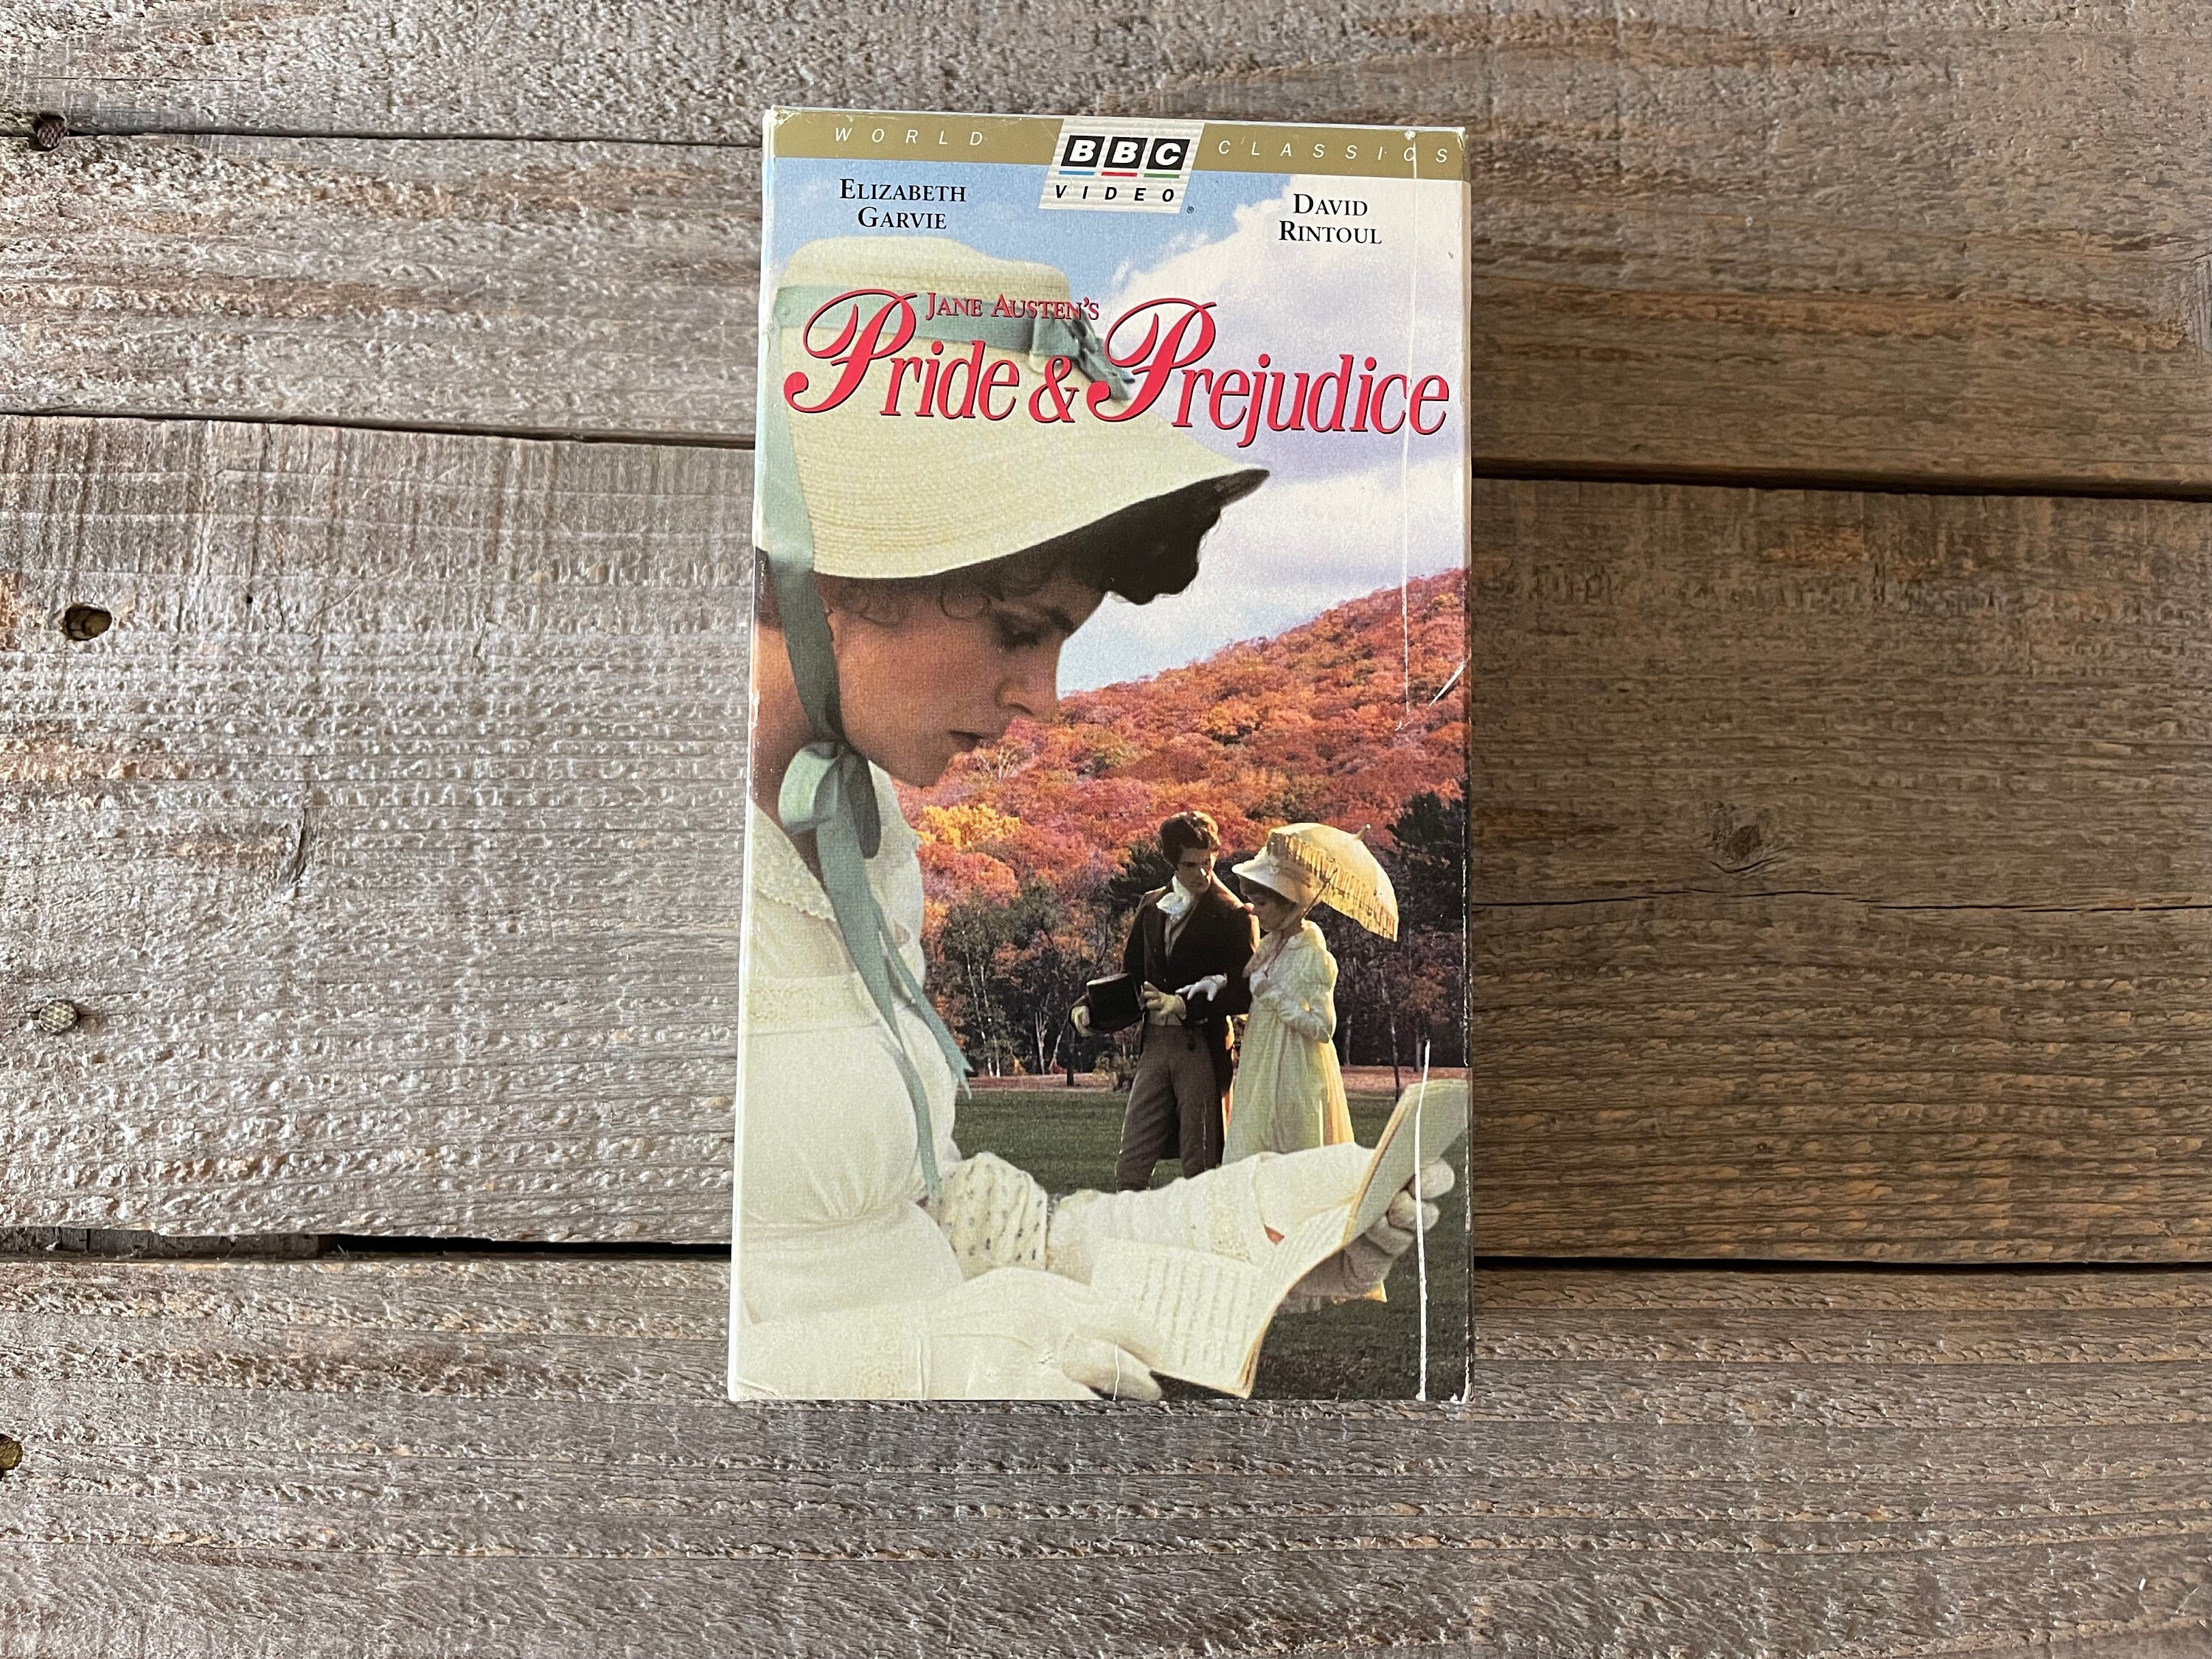 WORLD BBC CLASSICS
VIDEO
ELIZABETH
GARVIE
DAVID
RINTOUL
JANE AUSTEN'S
Pride & Prejudice